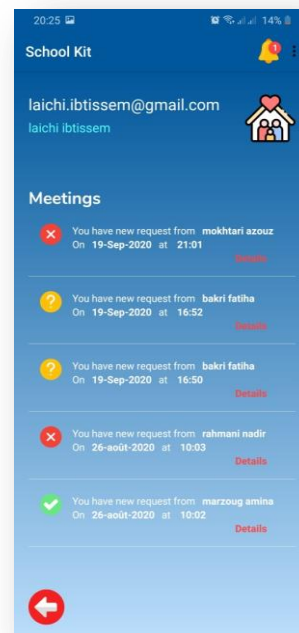 20:25 14%
School Kit 1
laichi.ibtissem@gmail.com
laichi ibtissem
Meetings
You have new request from mokhtari azouz
On 19-Sep-2020 at 21:01
Details
You have new request from bakri fatiha
On 19-Sep-2020 at 16:52
Details
You have new request from bakri fatiha
On 19-Sep-2020 at 16:50
Details
You have new request from rahmani nadir
On 26-août-2020 at 10:03
Details
You have new request from marzoug amina
On 26-août-2020 at 10:02
Details